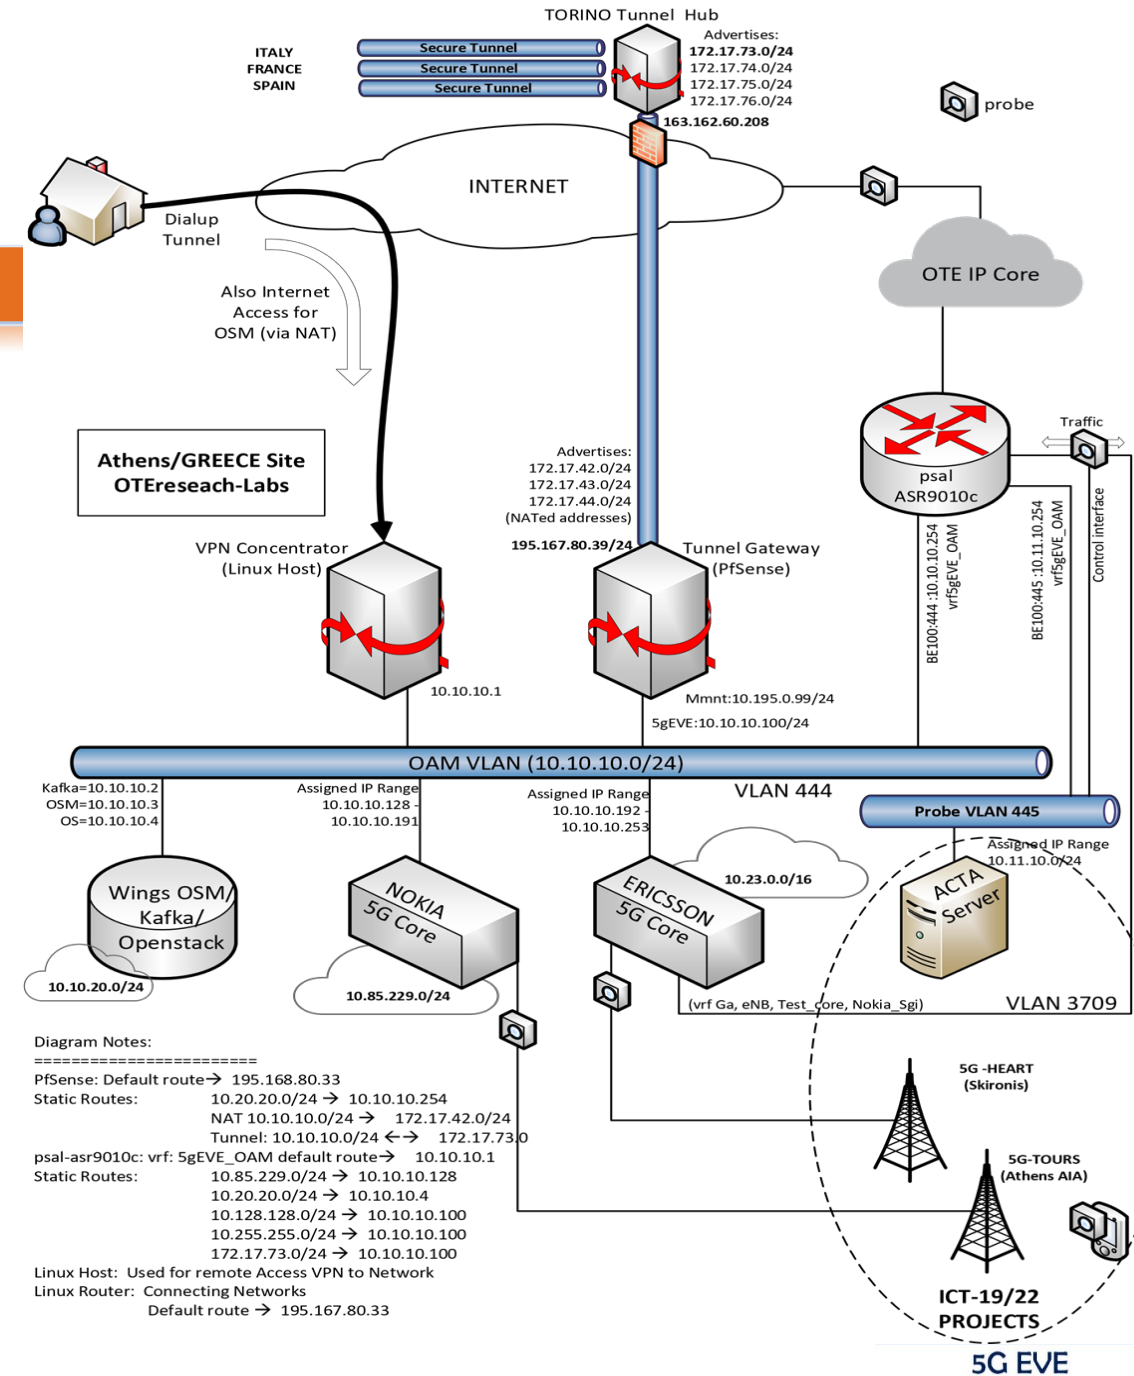 TORINO Tunnel Hub
Advertises:
172.17.73.0/24
172.17.74.0/24
172.17.75.0/24
172.17.76.0/24
ITALY
FRANCE
SPAIN
Secure Tunnel
Secure Tunnel
Secure Tunnel
163.162.60.208
probe
INTERNET
Dialup
Tunnel
Also Internet
Access for
OSM (via NAT)
OTE IP Core
Traffic
psal
ASR9010c
Athens/GREECE Site
OTEreseach-Labs
Advertises:
172.17.42.0/24
172.17.43.0/24
172.17.44.0/24
(NATed addresses)
195.167.80.39/24
VPN Concentrator
(Linux Host)
Tunnel Gateway
(PfSense)
BE100:444 :10.10.10.254
vrf5gEVE_OAM
BE100:445 :10.11.10.254
vrf5gEVE_OAM
Control interface
10.10.10.1
Mmnt:10.195.0.99/24
5gEVE:10.10.10.100/24
OAM VLAN (10.10.10.0/24)
VLAN 444
Kafka=10.10.10.2
OSM=10.10.10.3
OS=10.10.10.4
Assigned IP Range
10.10.10.128 -
10.10.10.191
Assigned IP Range
10.10.10.192 -
10.10.10.253
Probe VLAN 445
Assigned IP Range
10.11.10.0/24
Wings OSM/
Kafka/
Openstack
10.10.20.0/24
NOKIA
5G Core
10.85.229.0/24
ERICSSON
5G Core
10.23.0.0/16
ACTA
Server
(vrf Ga, eNB, Test_core, Nokia_Sgi)
VLAN 3709
Diagram Notes:
========================
PfSense: Default route→ 195.168.80.33
Static Routes: 10.20.20.0/24 → 10.10.10.254
NAT 10.10.10.0/24 → 172.17.42.0/24
Tunnel: 10.10.10.0/24 ←→ 172.17.73.0
psal-asr9010c: vrf: 5gEVE_OAM default route→ 10.10.10.1
Static Routes: 10.85.229.0/24 → 10.10.10.128
10.20.20.0/24 → 10.10.10.4
10.128.128.0/24 → 10.10.10.100
10.255.255.0/24 → 10.10.10.100
172.17.73.0/24 → 10.10.10.100
Linux Host: Used for remote Access VPN to Network
Linux Router: Connecting Networks
Default route → 195.167.80.33
5G -HEART
(Skironis)
5G-TOURS
(Athens AIA)
ICT-19/22
PROJECTS
5G EVE